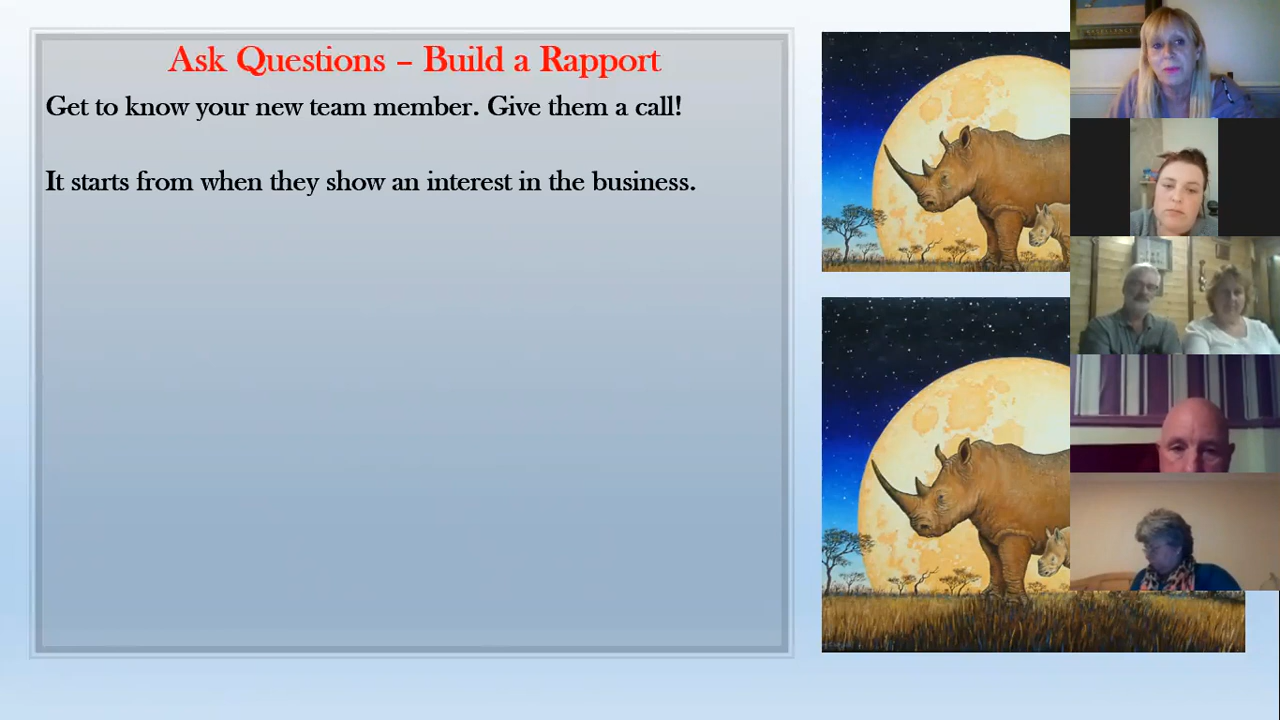 Ask Questions – Build a Rapport
Get to know your new team member. Give them a call!
It starts from when they show an interest in the business.